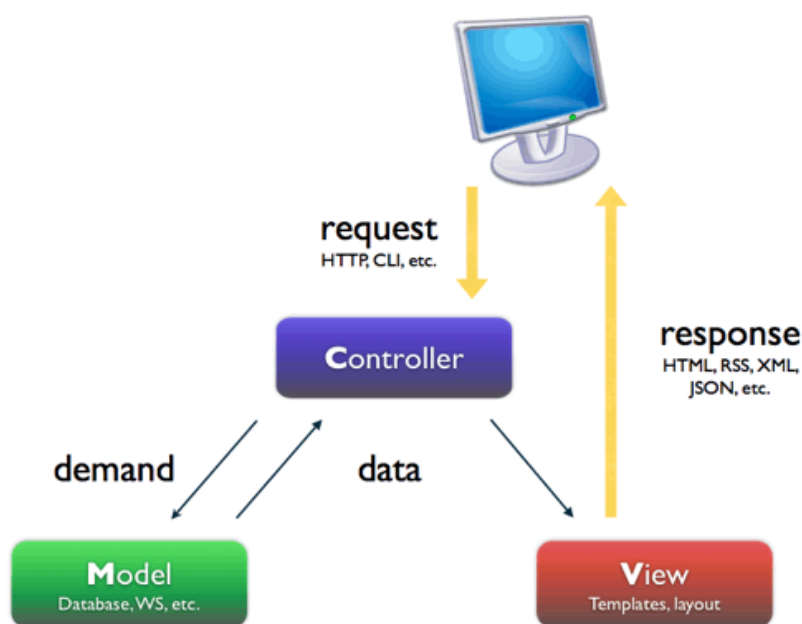 request
HTTP, CLI, etc.
Controller
response
HTML, RSS, XML,
JSON, etc.
demand
data
Model
Database, WS, etc.
View
Templates, layout